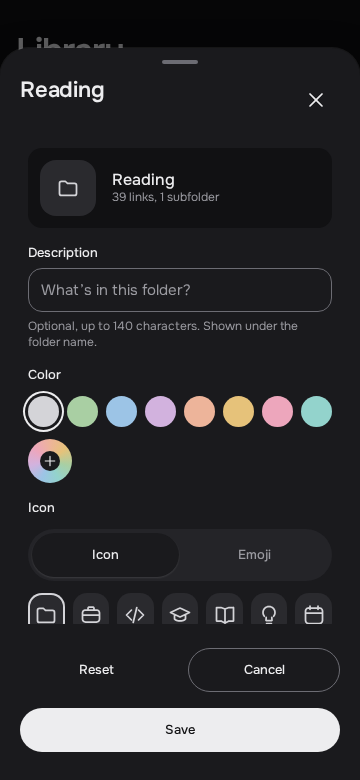 Library
Reading
Reading
39 links, 1 subfolder
Description
What's in this folder?
Optional, up to 140 characters. Shown under the
folder name.
Color
Icon
Icon
Emoji
Reset
Cancel
Save